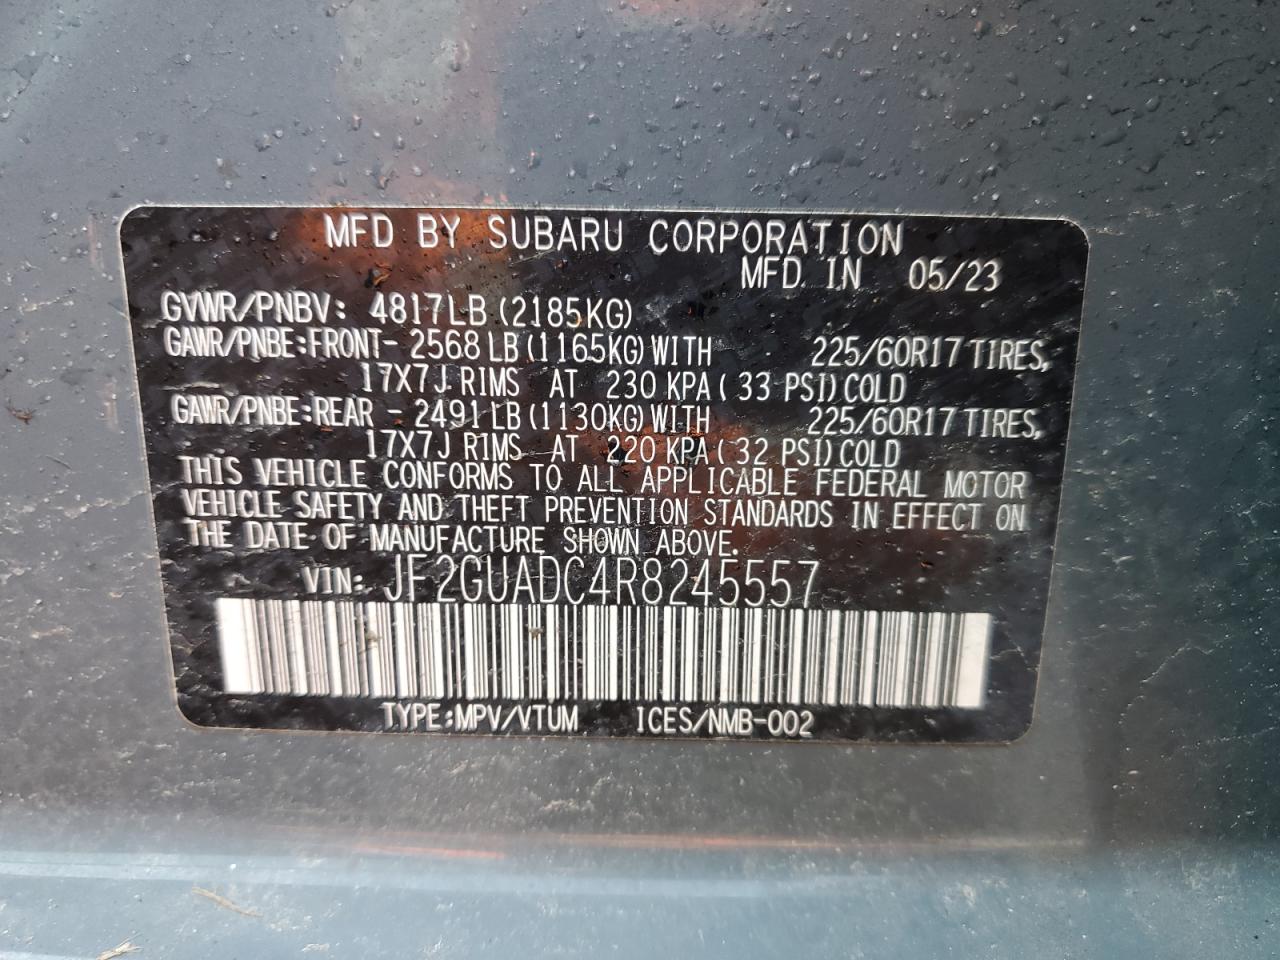 MFD BY SUBARU CORPORATION
MFD. IN 05/23
GVWR/PNBV: 4817LB (2185KG)
GAWR/PNBE:FRONT- 2568 LB (1165KG) WITH 225/60R17 TIRES,
17X7J RIMS AT 230 KPA ( 33 PSI) COLD
GAWR/PNBE:REAR - 2491 LB (1130KG) WITH 225/60R17 TIRES,
17X7J RIMS AT 220 KPA ( 32 PSI) COLD
THIS VEHICLE CONFORMS TO ALL APPLICABLE FEDERAL MOTOR
VEHICLE SAFETY AND THEFT PREVENTION STANDARDS IN EFFECT ON
THE DATE OF MANUFACTURE SHOWN ABOVE.
VIN: JF2GUADC4R8245557
TYPE:MPV/VTUM ICES/NMB-002